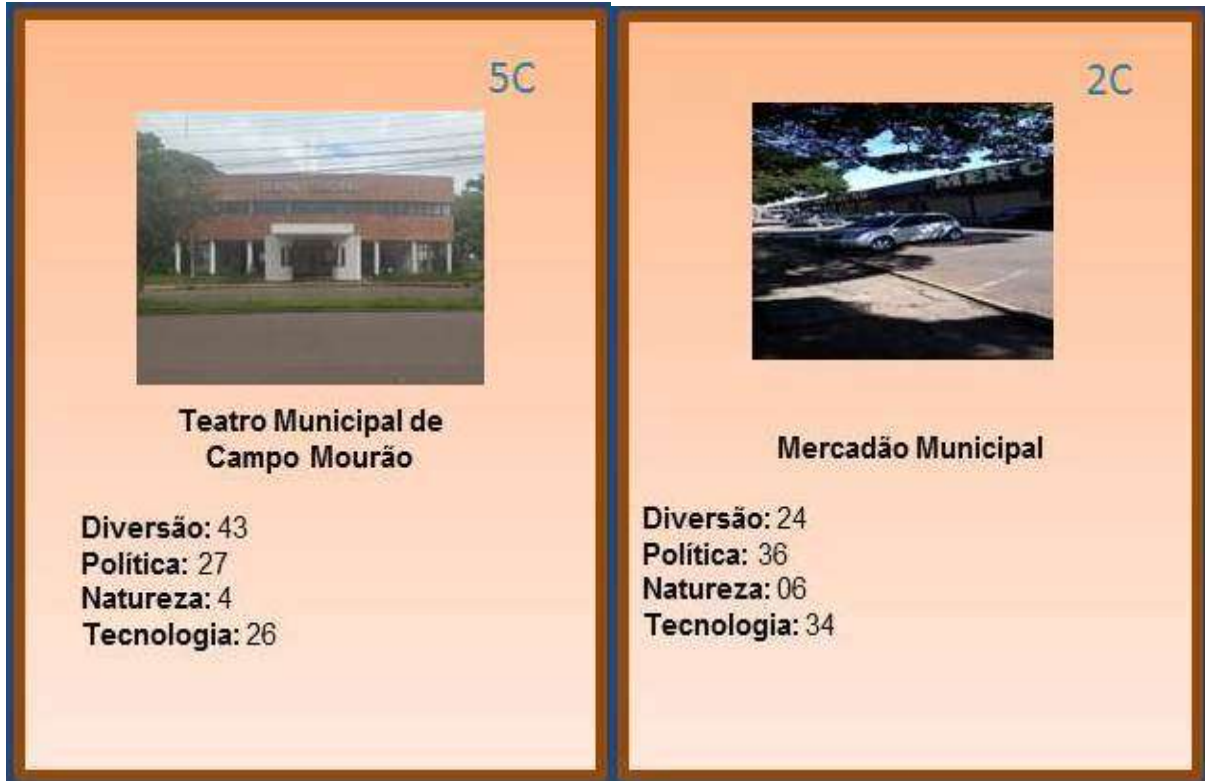 5C
Teatro Municipal de
Campo Mourão
Diversão: 43
Política: 27
Natureza: 4
Tecnologia: 26
2C
MERC
Mercadão Municipal
Diversão: 24
Política: 36
Natureza: 06
Tecnologia: 34